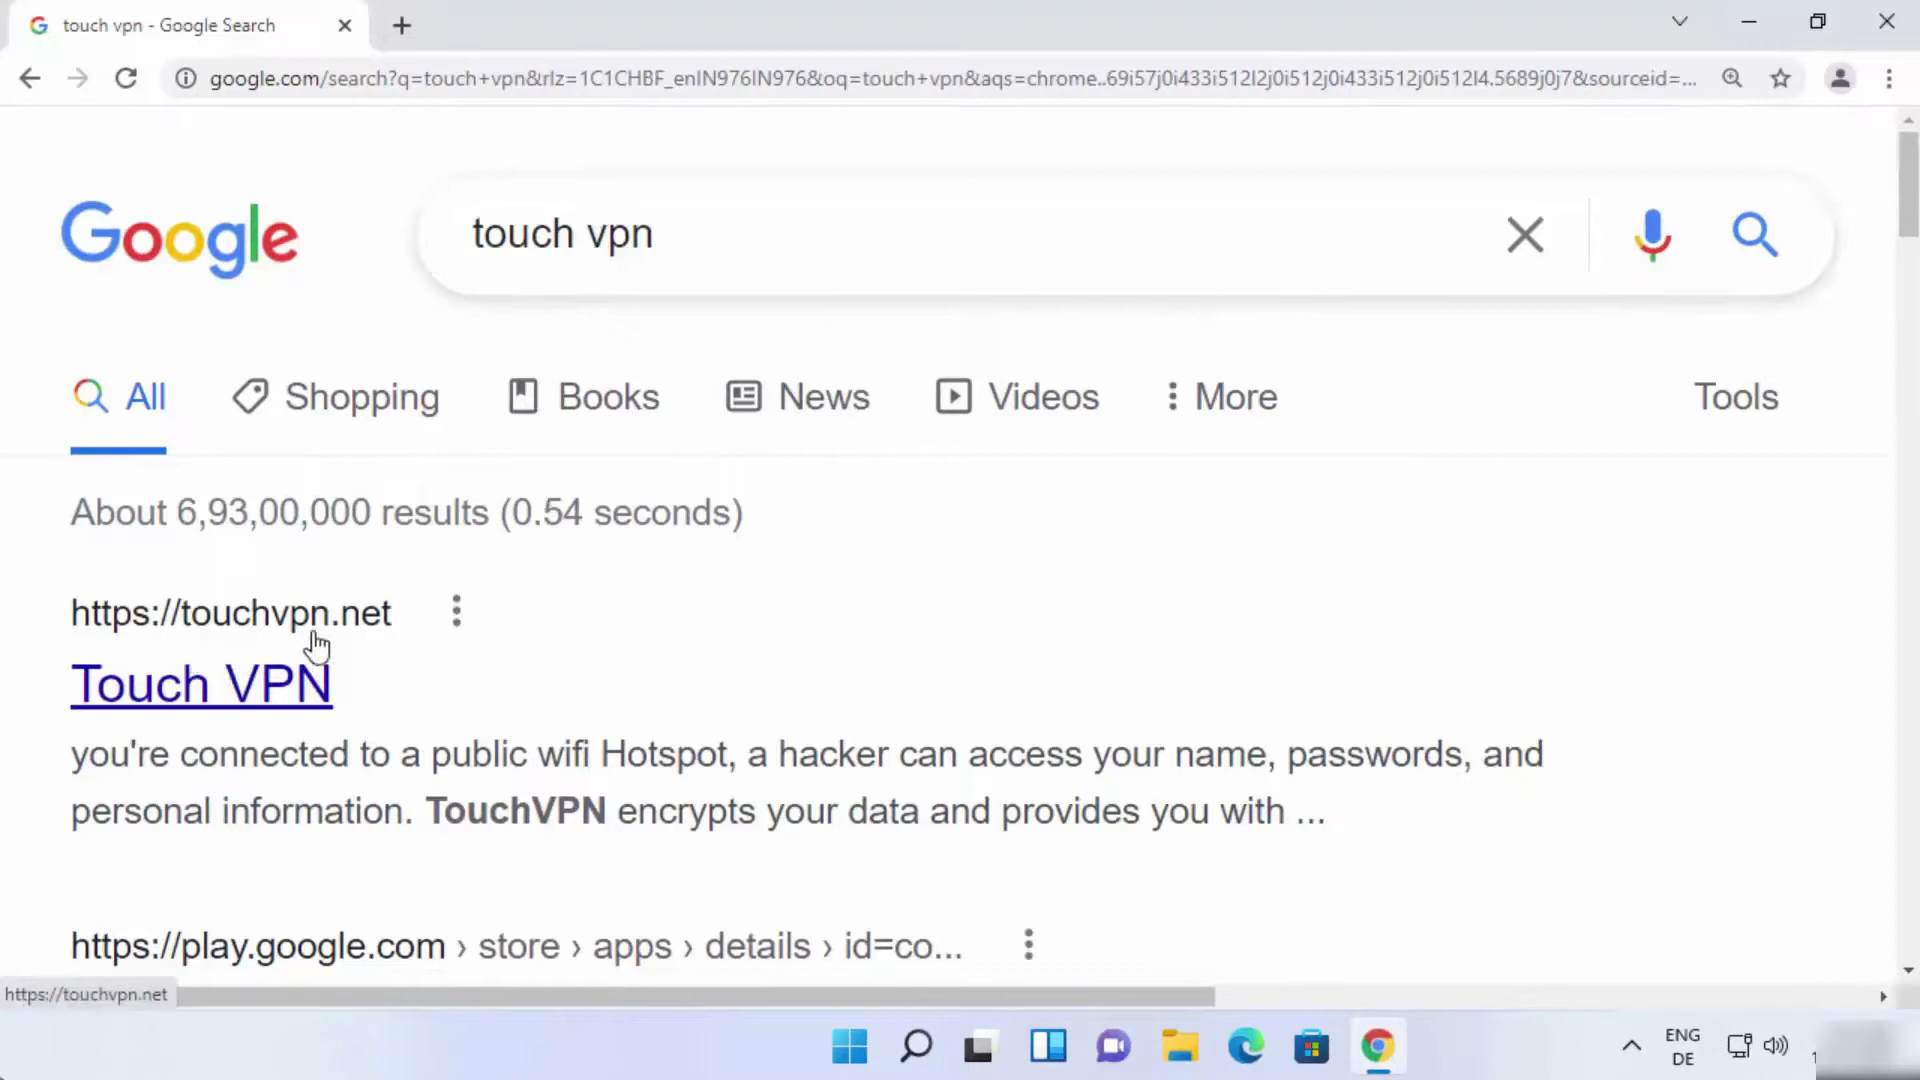 touch vpn - Google Search
google.com/search?q=touch+vpn&rlz=1C1CHBF_enIN976IN976&oq=touch+vpn&aqs=chrome..69i57j0i433i512l2j0i512j0i433i512j0i512l4.5689j0j7&sourceid=...
Google
touch vpn
All Shopping Books News Videos More Tools
About 6,93,00,000 results (0.54 seconds)
https://touchvpn.net
Touch VPN
you're connected to a public wifi Hotspot, a hacker can access your name, passwords, and
personal information. TouchVPN encrypts your data and provides you with ...
https://play.google.com › store › apps › details › id=co...
https://touchvpn.net
ENG
DE